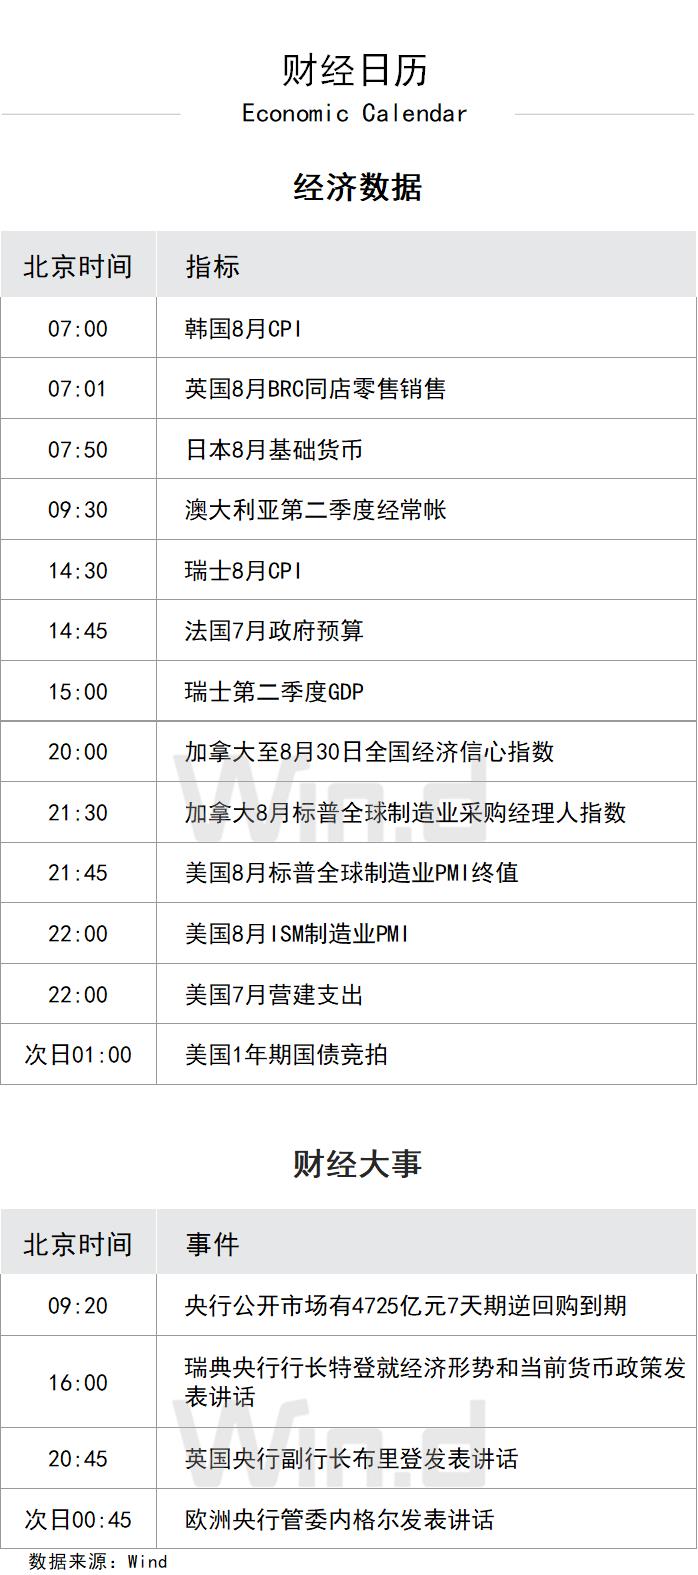 财经日历
Economic Calendar
经济数据
北京时间 指标
07:00 韩国8月CPI
07:01 英国8月BRC同店零售销售
07:50 日本8月基础货币
09:30 澳大利亚第二季度经常帐
14:30 瑞士8月CPI
14:45 法国7月政府预算
15:00 瑞士第二季度GDP
20:00 加拿大至8月30日全国经济信心指数
21:30 加拿大8月标普全球制造业采购经理人指数
21:45 美国8月标普全球制造业PMI终值
22:00 美国8月ISM制造业PMI
22:00 美国7月营建支出
次日01:00 美国1年期国债竞拍
Win.d
财经大事
北京时间 事件
09:20 央行公开市场有4725亿元7天期逆回购到期
16:00 瑞典央行行长特登就经济形势和当前货币政策发
表讲话
20:45 英国央行副行长布里登发表讲话
次日00:45 欧洲央行管委内格尔发表讲话
Win.d
数据来源：Wind